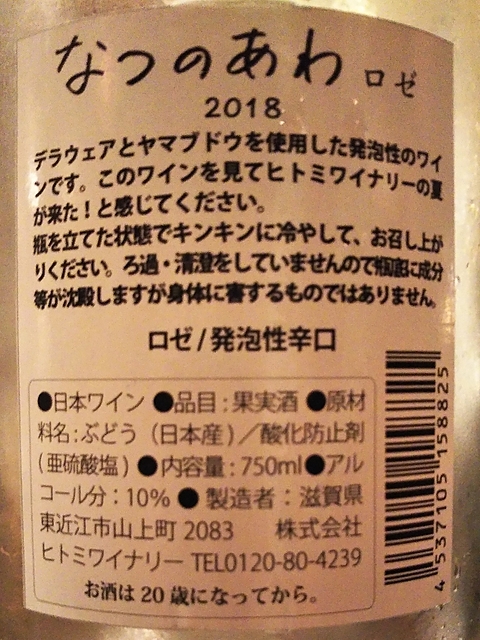 なつのあわ ロゼ
2018
デラウェアとヤマブドウを使用した発泡性のワイ
ンです。このワインを見てヒトミワイナリーの夏
が来た！と感じてください。
瓶を立てた状態でキンキンに冷やして、お召し上が
りください。ろ過・清澄をしていませんので瓶底に成分
等が沈殿しますが身体に害するものではありません。
ロゼ/発泡性辛口
●日本ワイン ●品目：果実酒 ●原材
料名：ぶどう（日本産）／酸化防止剤
(亜硫酸塩) ●内容量：750ml●アル
コール分：10% ● 製造者：滋賀県
東近江市山上町 2083 株式会社
ヒトミワイナリー TEL0120-80-4239
お酒は 20 歳になってから。
4 537105 158825